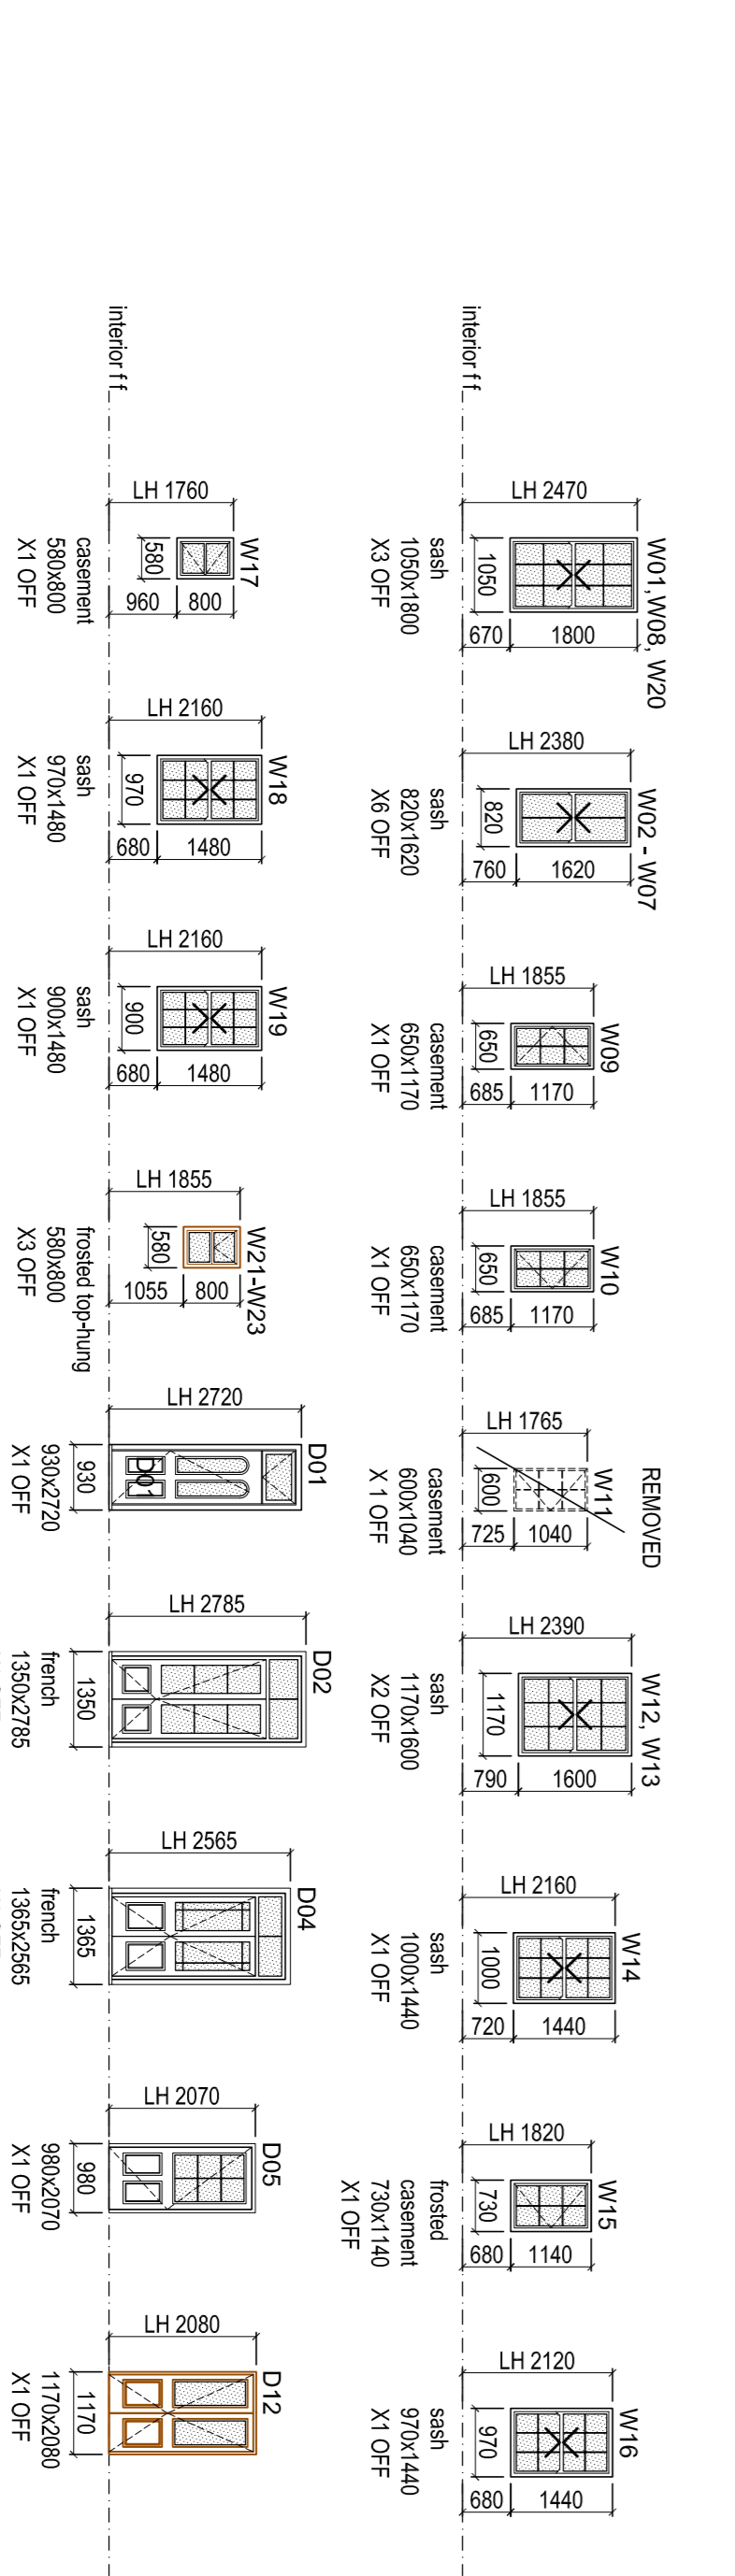 W01,W08, W20
LH 2470
1050
670
1800
sash
1050x1800
X3 OFF
W02 - W07
LH 2380
820
760
1620
sash
820x1620
X6 OFF
W09
LH 1855
650
685
1170
casement
650x1170
X1 OFF
W10
LH 1855
650
685
1170
casement
650x1170
X1 OFF
REMOVED
W11
LH 1765
600
725
1040
casement
600x1040
X 1 OFF
W12, W13
LH 2390
1170
790
1600
sash
1170x1600
X2 OFF
W14
LH 2160
1000
720
1440
sash
1000x1440
X1 OFF
W15
LH 1820
730
680
1140
frosted
casement
730x1140
X1 OFF
W16
LH 2120
970
680
1440
sash
970x1440
X1 OFF
interior f f
W17
LH 1760
580
960
800
casement
580x800
X1 OFF
W18
LH 2160
970
680
1480
sash
970x1480
X1 OFF
W19
LH 2160
900
680
1480
sash
900x1480
X1 OFF
W21-W23
LH 1855
580
1055
800
frosted top-hung
580x800
X3 OFF
D01
LH 2720
D01
930
930x2720
X1 OFF
D02
LH 2785
1350
french
1350x2785
D04
LH 2565
1365
french
1365x2565
D05
LH 2070
980
980x2070
X1 OFF
D12
LH 2080
1170
1170x2080
X1 OFF
interior f f